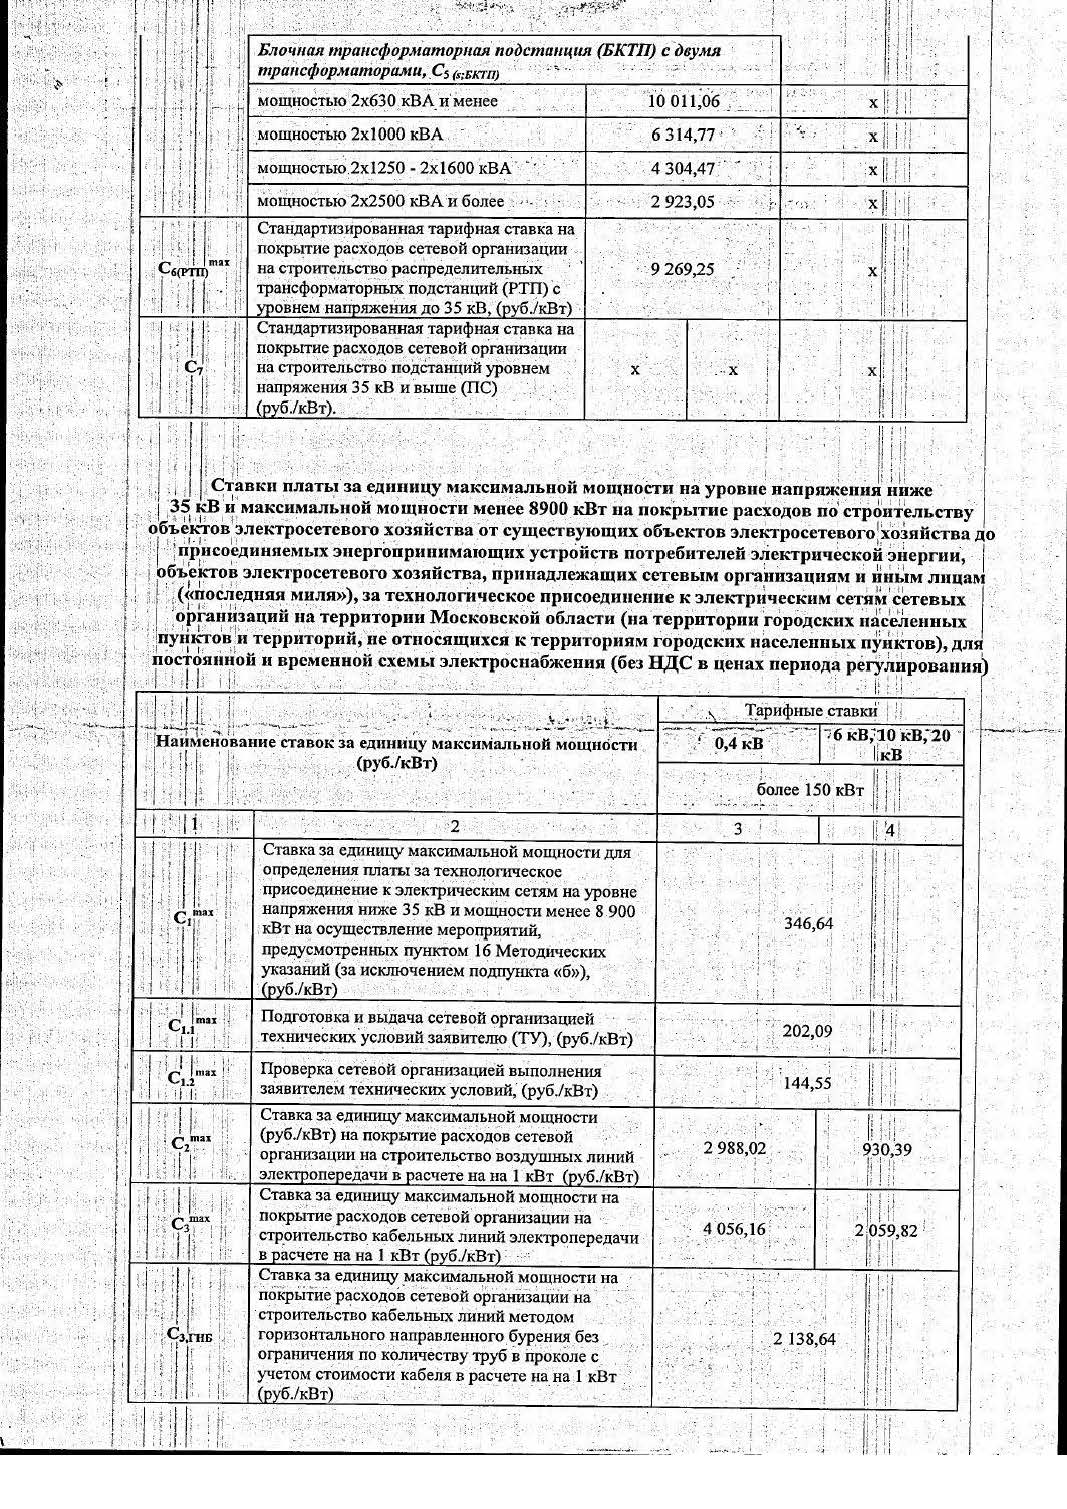 Блочная трансформаторная подстанция (БКТП) с двумя
трансформаторами, С5 (s;БКТП)
мощностью 2х630 кВА и менее 10 011,06 х
мощностью 2х1000 кВА 6 314,77 х
мощностью 2х1250 - 2х1600 кВА 4 304,47 х
мощностью 2х2500 кВА и более 2 923,05 х
С6(РТП)max
Стандартизированная тарифная ставка на
покрытие расходов сетевой организации
на строительство распределительных
трансформаторных подстанций (РТП) с
уровнем напряжения до 35 кВ, (руб./кВт)
9 269,25 х
С7
Стандартизированная тарифная ставка на
покрытие расходов сетевой организации
на строительство подстанций уровнем
напряжения 35 кВ и выше (ПС)
(руб./кВт).
х х х
Ставки платы за единицу максимальной мощности на уровне напряжения ниже
35 кВ и максимальной мощности менее 8900 кВт на покрытие расходов по строительству
объектов электросетевого хозяйства от существующих объектов электросетевого хозяйства до
присоединяемых энергопринимающих устройств потребителей электрической энергии,
объектов электросетевого хозяйства, принадлежащих сетевым организациям и иным лицам
(«последняя миля»), за технологическое присоединение к электрическим сетям сетевых
организаций на территории Московской области (на территории городских населенных
пунктов и территорий, не относящихся к территориям городских населенных пунктов), для
постоянной и временной схемы электроснабжения (без НДС в ценах периода регулирования)
Наименование ставок за единицу максимальной мощности
(руб./кВт)
Тарифные ставки
0,4 кВ
6 кВ, 10 кВ, 20
кВ
более 150 кВт
1 2 3 4
С1max
Ставка за единицу максимальной мощности для
определения платы за технологическое
присоединение к электрическим сетям на уровне
напряжения ниже 35 кВ и мощности менее 8 900
кВт на осуществление мероприятий,
предусмотренных пунктом 16 Методических
указаний (за исключением подпункта «б»),
(руб./кВт)
346,64
С1.1max
Подготовка и выдача сетевой организацией
технических условий заявителю (ТУ), (руб./кВт)
202,09
С1.2max
Проверка сетевой организацией выполнения
заявителем технических условий, (руб./кВт)
144,55
С2max
Ставка за единицу максимальной мощности
(руб./кВт) на покрытие расходов сетевой
организации на строительство воздушных линий
электропередачи в расчете на на 1 кВт (руб./кВт)
2 988,02 930,39
С3max
Ставка за единицу максимальной мощности на
покрытие расходов сетевой организации на
строительство кабельных линий электропередачи
в расчете на на 1 кВт (руб./кВт)
4 056,16 2 059,82
С3,ГНБ
Ставка за единицу максимальной мощности на
покрытие расходов сетевой организации на
строительство кабельных линий методом
горизонтального направленного бурения без
ограничения по количеству труб в проколе с
учетом стоимости кабеля в расчете на на 1 кВт
(руб./кВт)
2 138,64